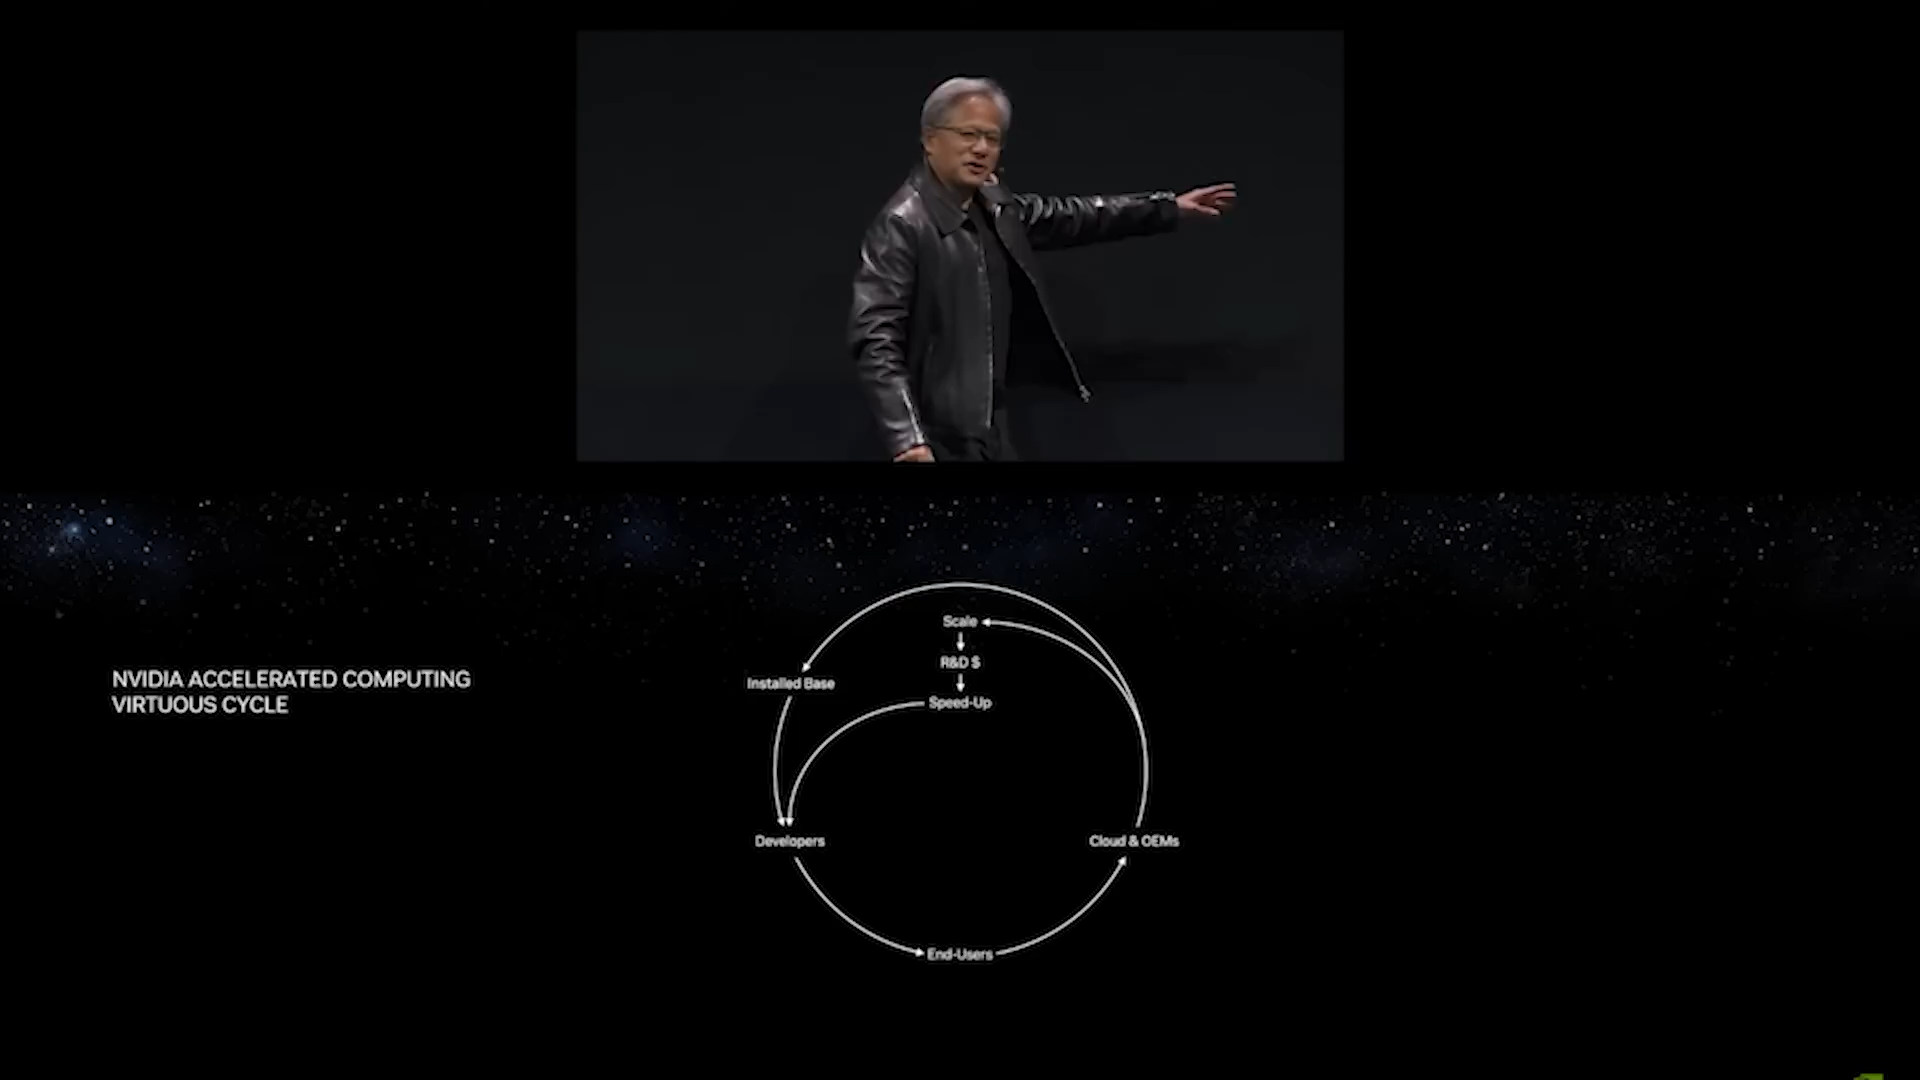 NVIDIA ACCELERATED COMPUTING
VIRTUOUS CYCLE
Scale
R&D $
Installed Base
Speed-Up
Developers
Cloud & OEMs
End-Users